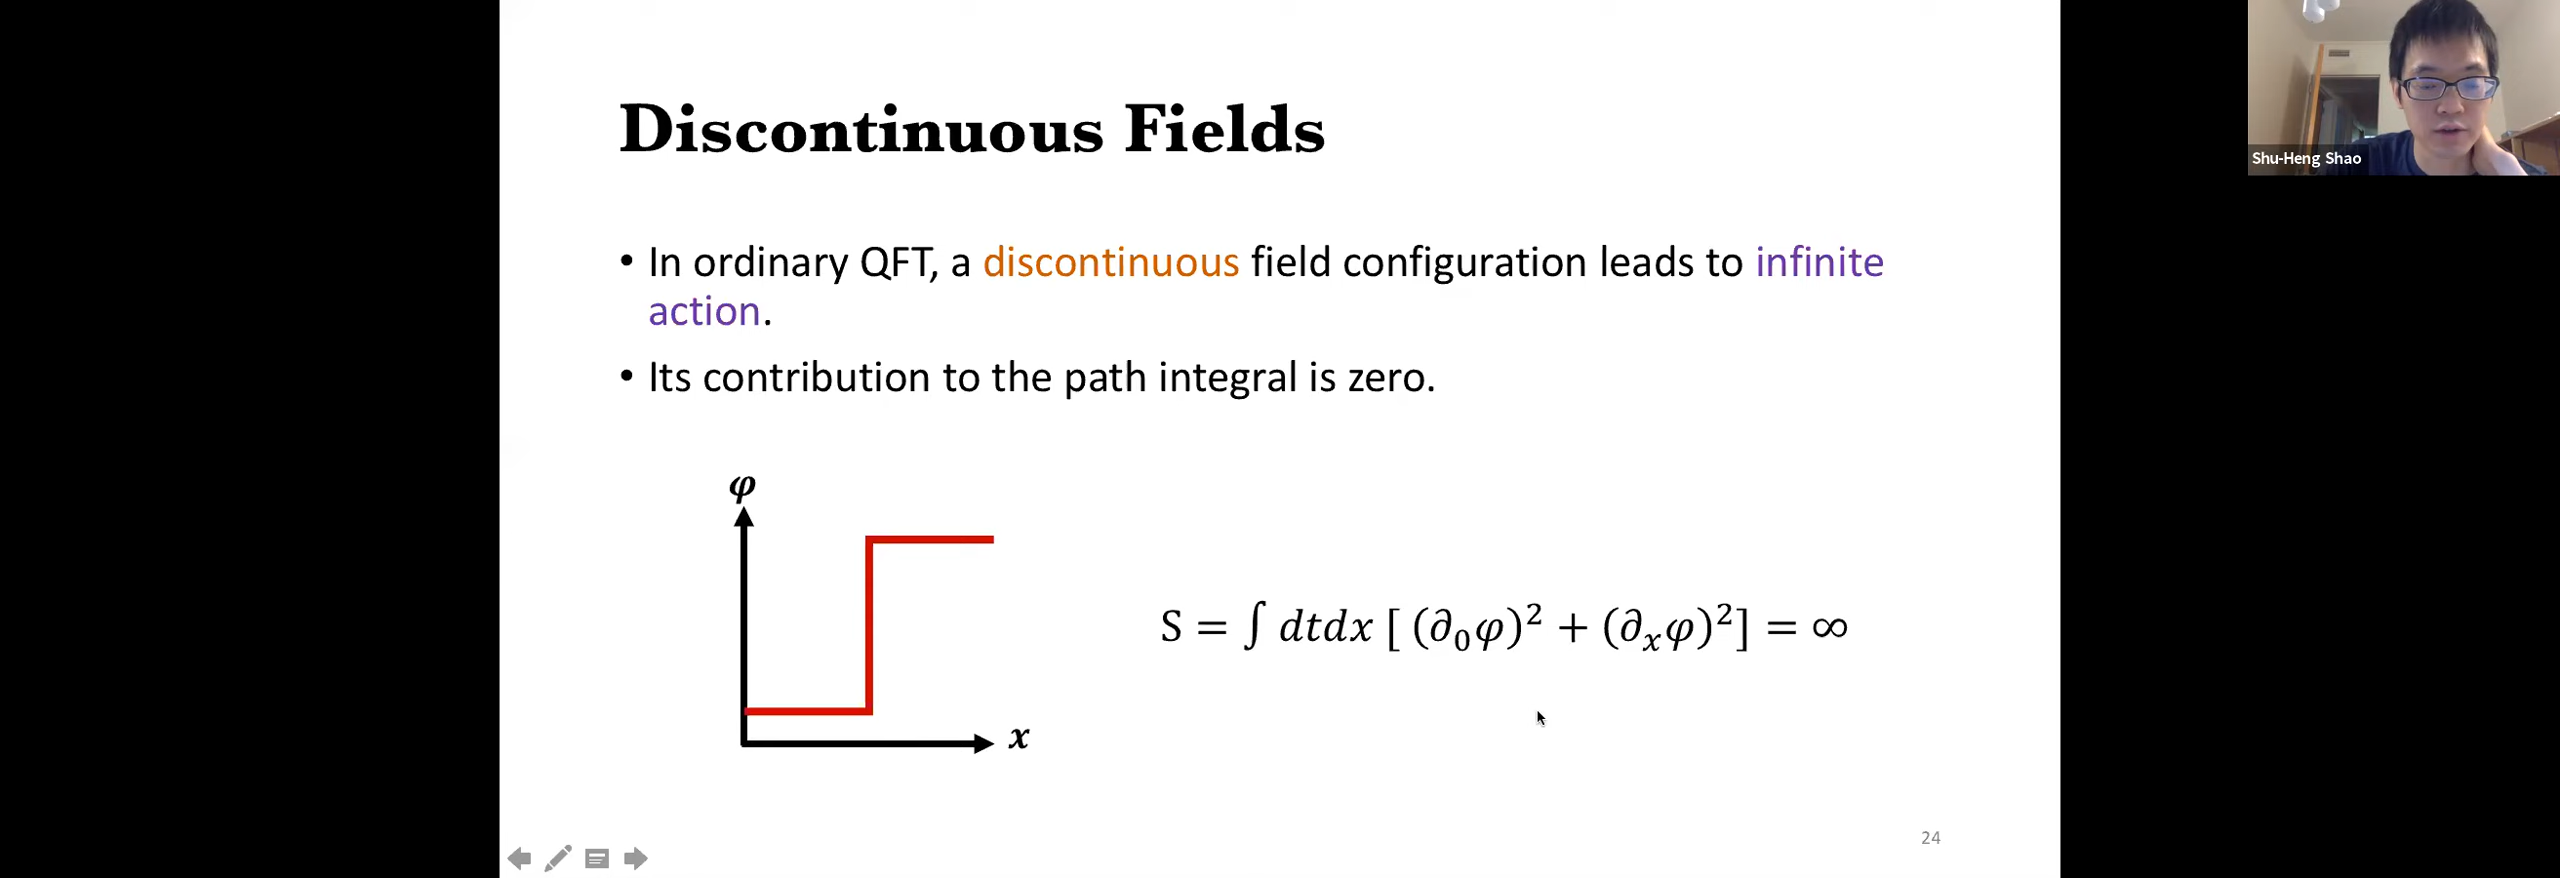 Discontinuous Fields
• In ordinary QFT, a discontinuous field configuration leads to infinite
action.
• Its contribution to the path integral is zero.
φ
x
S = ∫ dtdx [ (∂₀φ)² + (∂ₓφ)²] = ∞
24
Shu-Heng Shao